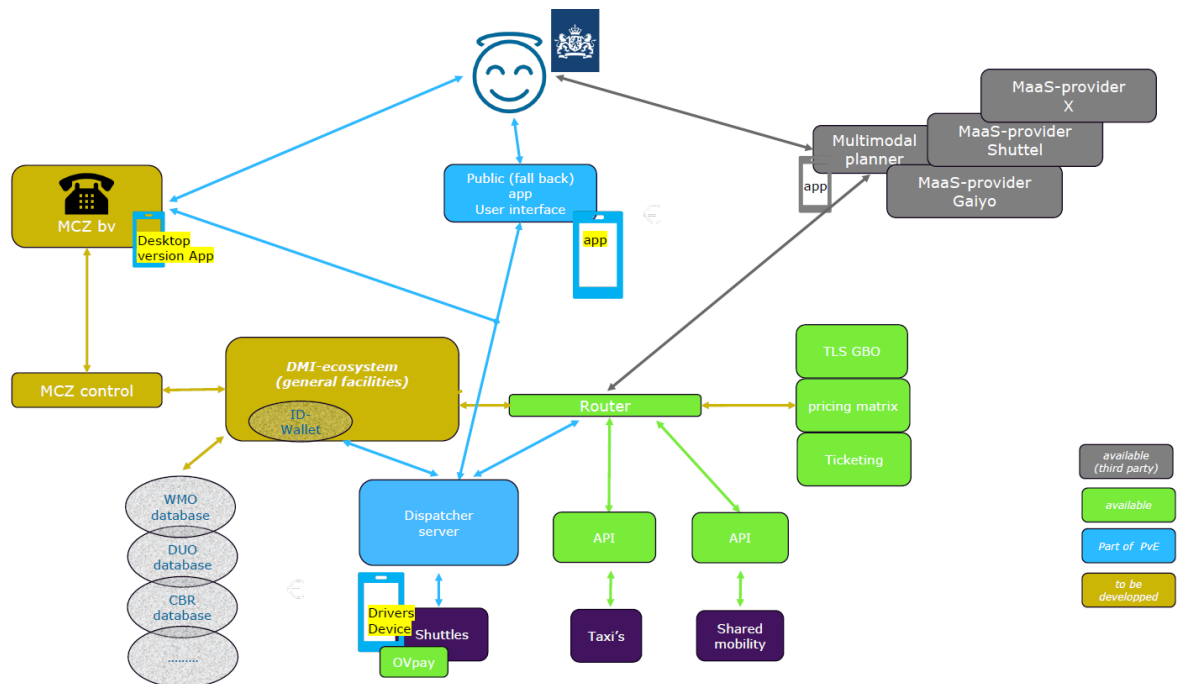 MaaS-provider
X
MaaS-provider
Shuttel
Multimodal
planner
app
MaaS-provider
Gaiyo
Public (fall back)
app
User interface
app
€
MCZ bv
Desktop
version App
DMI-ecosystem
(general facilities)
ID-
Wallet
MCZ control
Router
TLS GBO
pricing matrix
Ticketing
WMO
database
DUO
database
CBR
database
.........
€
Dispatcher
server
API
API
Drivers
Device
Shuttles
OVpay
Taxi's
Shared
mobility
available
(third party)
available
Part of PvE
to be
developped